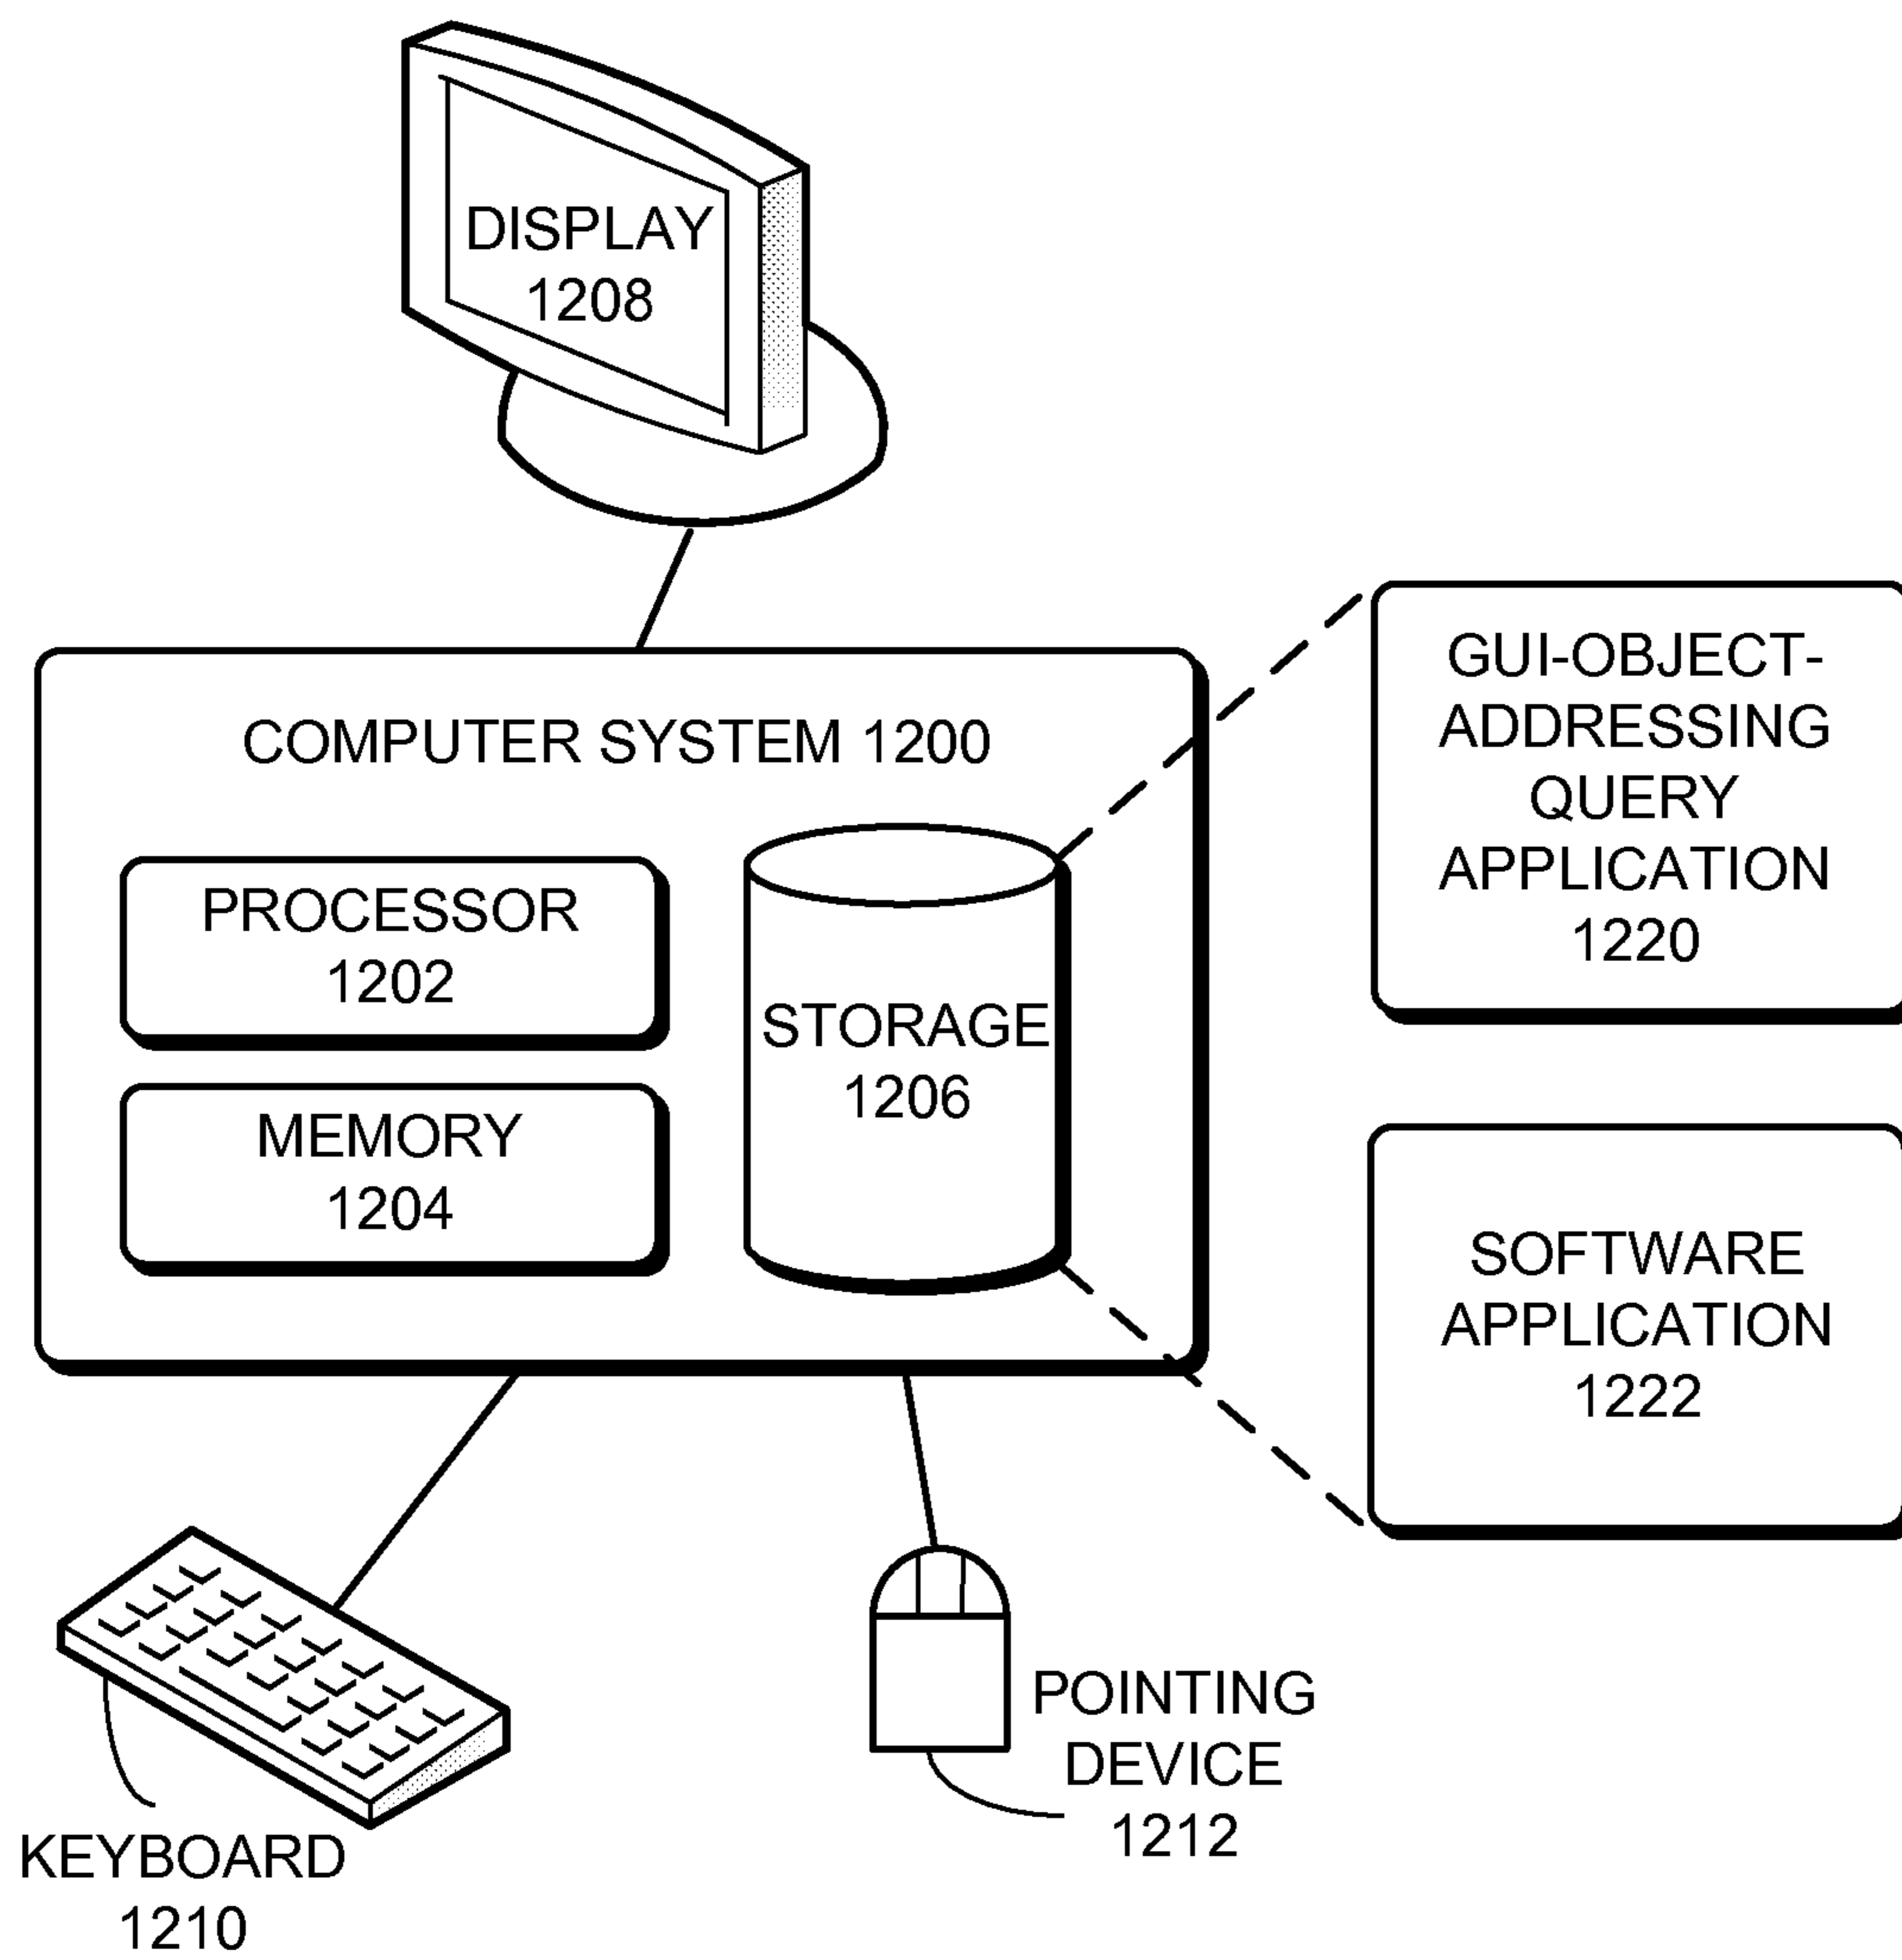 DISPLAY
1208
COMPUTER SYSTEM 1200
PROCESSOR
1202
MEMORY
1204
STORAGE
1206
GUI-OBJECT-
ADDRESSING
QUERY
APPLICATION
1220
SOFTWARE
APPLICATION
1222
KEYBOARD
1210
POINTING
DEVICE
1212